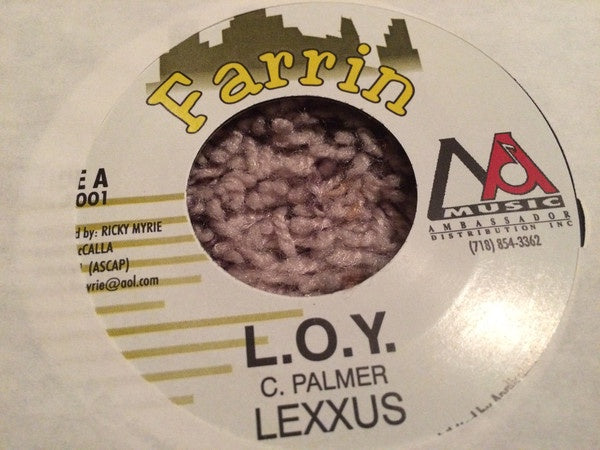 Farrin
E A
001
d by: RICKY MYRIE
cCALLA
(ASCAP)
yrie@aol.com
MUSIC
AMBASSADOR
DISTRIBUTION INC
(718) 854-3362
L.O.Y.
C. PALMER
LEXXUS